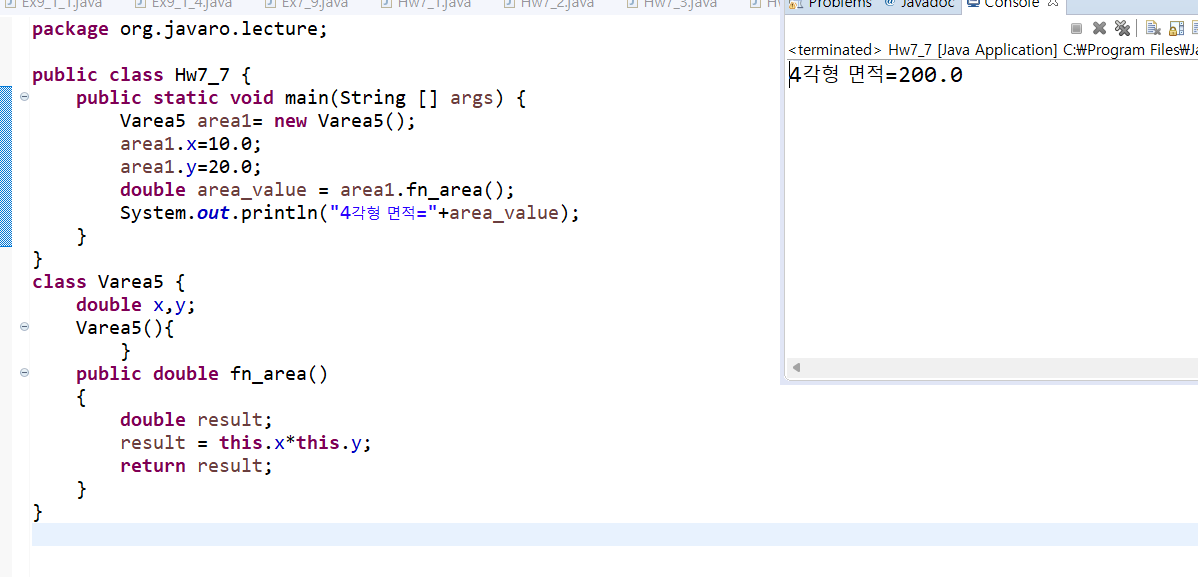 Ex9_1_1.java Ex9_1_4.java Ex7_9.java Hw7_1.java Hw7_2.java Hw7_3.java
Problems @ Javadoc Console
package org.javaro.lecture;
<terminated> Hw7_7 [Java Application] C:₩Program Files₩Ja
4각형 면적=200.0
public class Hw7_7 {
public static void main(String [] args) {
Varea5 area1= new Varea5();
area1.x=10.0;
area1.y=20.0;
double area_value = area1.fn_area();
System.out.println("4각형 면적="+area_value);
}
}
class Varea5 {
double x,y;
Varea5(){
}
public double fn_area()
{
double result;
result = this.x*this.y;
return result;
}
}